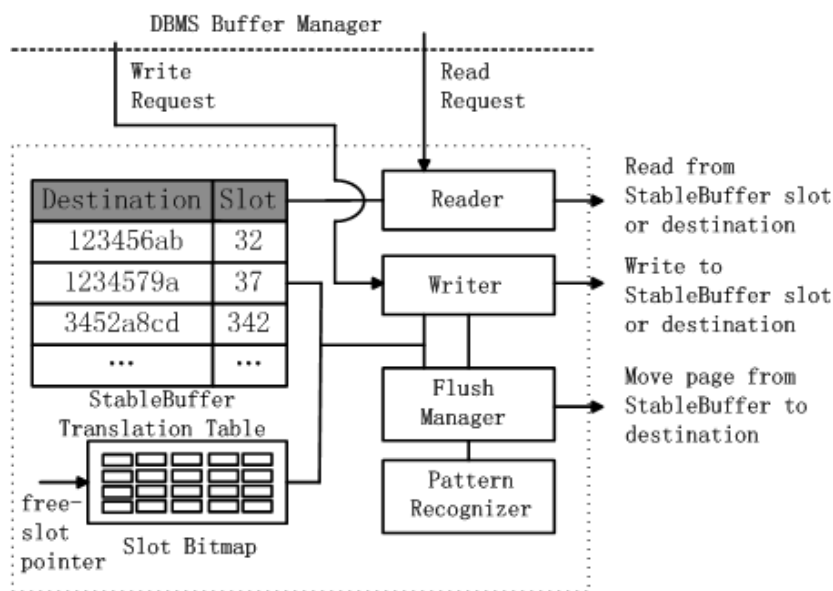 DBMS Buffer Manager
Write
Request
Read
Request
Destination Slot
123456ab 32
1234579a 37
3452a8cd 342
… …
StableBuffer
Translation Table
free-
slot
pointer
Slot Bitmap
Reader
Writer
Flush
Manager
Pattern
Recognizer
Read from
StableBuffer slot
or destination
Write to
StableBuffer slot
or destination
Move page from
StableBuffer to
destination